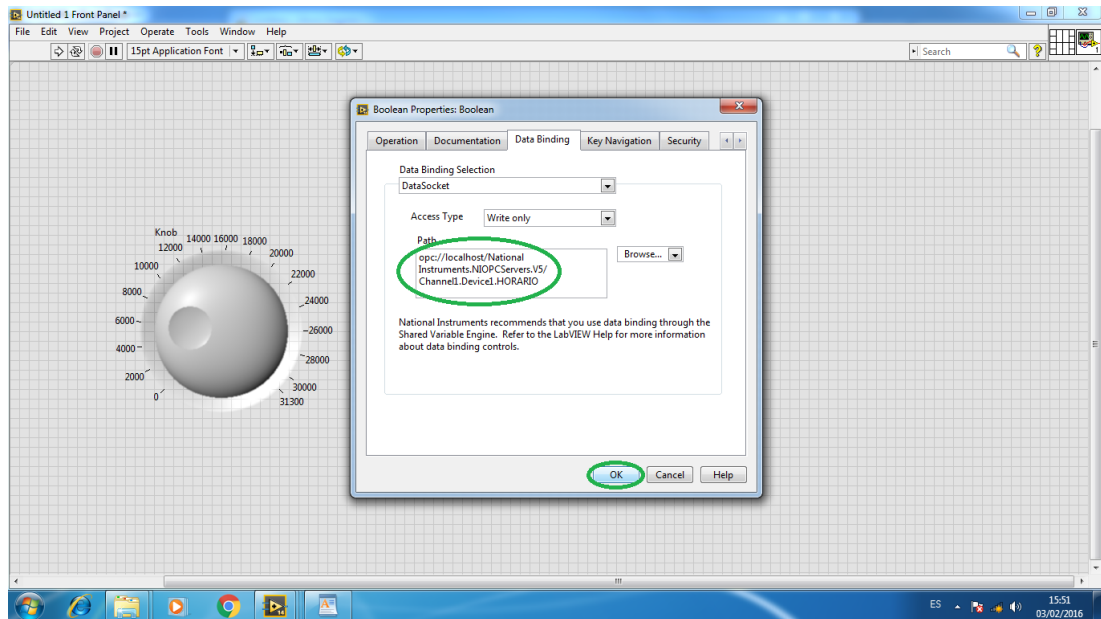 Untitled 1 Front Panel *
File Edit View Project Operate Tools Window Help
15pt Application Font
Search
1
Boolean Properties: Boolean
Operation Documentation Data Binding Key Navigation Security
Data Binding Selection
DataSocket
Access Type Write only
Path
opc://localhost/National
Instruments.NIOPCServers.V5/
Channel1.Device1.HORARIO
Browse...
National Instruments recommends that you use data binding through the
Shared Variable Engine. Refer to the LabVIEW Help for more information
about data binding controls.
OK Cancel Help
Knob
0
2000
4000
6000
8000
10000
12000
14000
16000
18000
20000
22000
24000
26000
28000
30000
31300
ES
15:51
03/02/2016